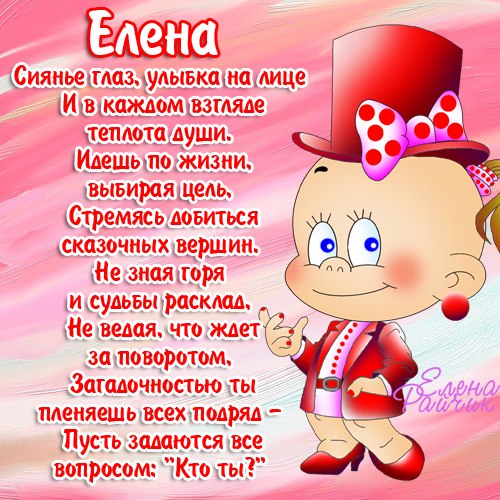 Елена
Сиянье глаз, улыбка на лице
И в каждом взгляде
теплота души.
Идешь по жизни,
выбирая цель,
Стремясь добиться
сказочных вершин.
Не зная горя
и судьбы расклад,
Не ведая, что ждет
за поворотом,
Загадочностью ты
пленяешь всех подряд –
Пусть задаются все
вопросом: "Кто ты?"
Елена
Райчик